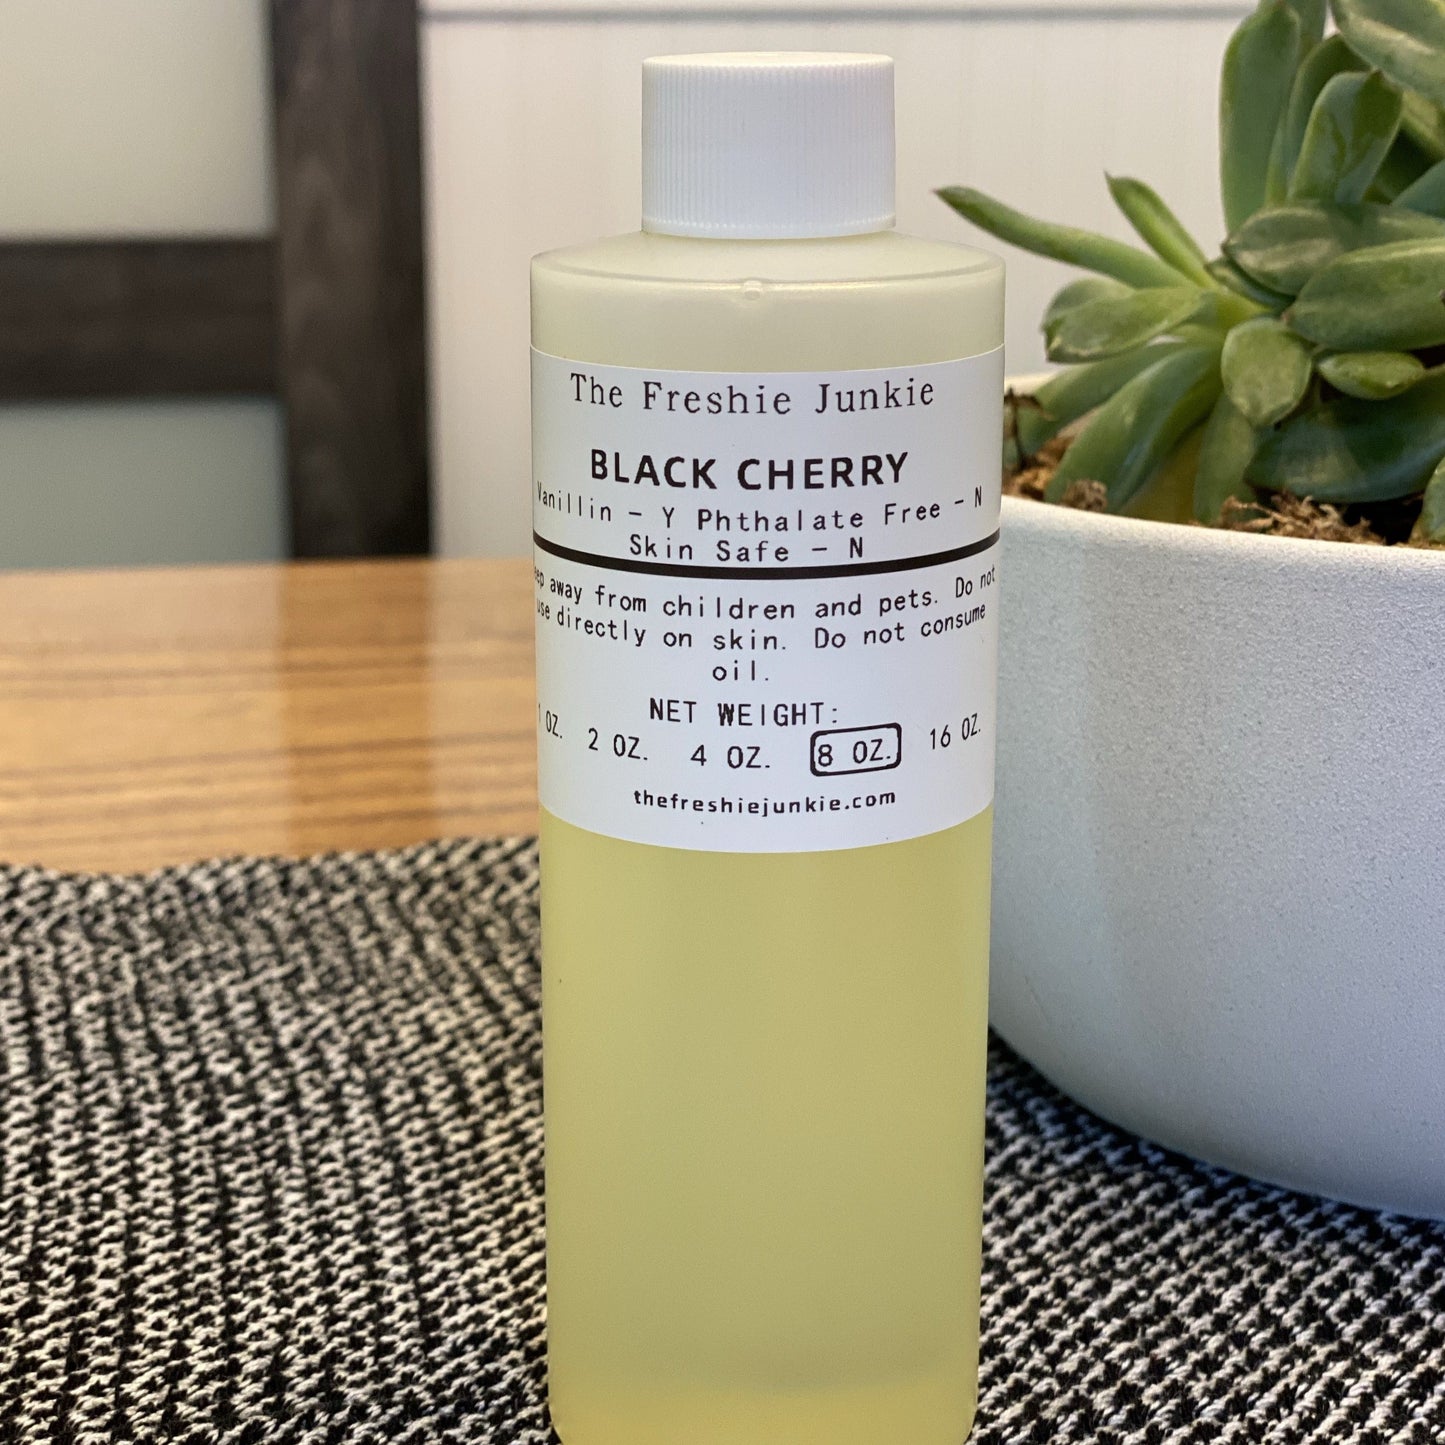 The Freshie Junkie
BLACK CHERRY
Vanillin - Y Phthalate Free - N
Skin Safe - N
away from children and pets. Do not
use directly on skin. Do not consume
oil.
NET WEIGHT:
1 OZ. 2 OZ. 4 OZ. 8 OZ. 16 OZ.
thefreshiejunkie.com